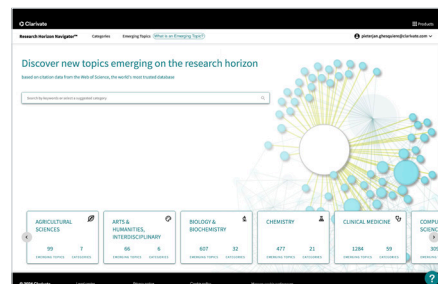 Clarivate
Products
Research Horizon Navigator™ Categories Emerging Topics What is an Emerging Topic?
pieterjan.ghesquiere@clarivate.com
Discover new topics emerging on the research horizon
based on citation data from the Web of Science, the world's most trusted database
Search by keywords or select a suggested category
AGRICULTURAL SCIENCES
99 7
EMERGING TOPICS CATEGORIES
ARTS & HUMANITIES, INTERDISCIPLINARY
66 6
EMERGING TOPICS CATEGORIES
BIOLOGY & BIOCHEMISTRY
607 32
EMERGING TOPICS CATEGORIES
CHEMISTRY
477 21
EMERGING TOPICS CATEGORIES
CLINICAL MEDICINE
1284 59
EMERGING TOPICS CATEGORIES
COMPU
SCIENC
305
© 2024 Clarivate
?